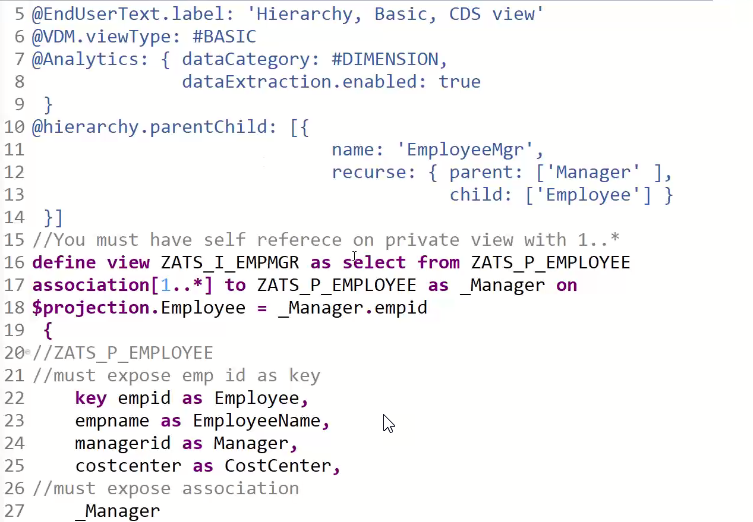 5 @EndUserText.label: 'Hierarchy, Basic, CDS view'
6 @VDM.viewType: #BASIC
7 @Analytics: { dataCategory: #DIMENSION,
8 dataExtraction.enabled: true
9 }
10 @hierarchy.parentChild: [{
11 name: 'EmployeeMgr',
12 recurse: { parent: ['Manager' ],
13 child: ['Employee'] }
14 }]
15 //You must have self referece on private view with 1..*
16 define view ZATS_I_EMPMGR as select from ZATS_P_EMPLOYEE
17 association[1..*] to ZATS_P_EMPLOYEE as _Manager on
18 $projection.Employee = _Manager.empid
19 {
20 //ZATS_P_EMPLOYEE
21 //must expose emp id as key
22 key empid as Employee,
23 empname as EmployeeName,
24 managerid as Manager,
25 costcenter as CostCenter,
26 //must expose association
27 _Manager